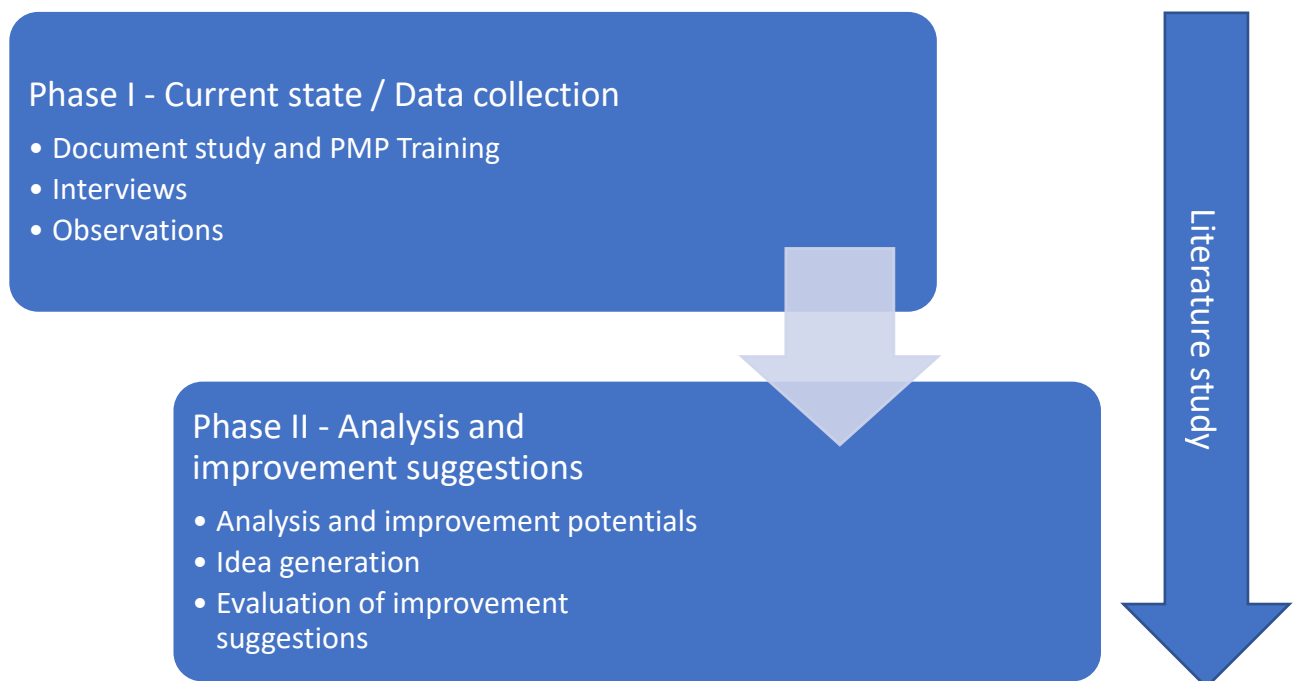 Phase I - Current state / Data collection
• Document study and PMP Training
• Interviews
• Observations
Phase II - Analysis and
improvement suggestions
• Analysis and improvement potentials
• Idea generation
• Evaluation of improvement
suggestions
Literature study